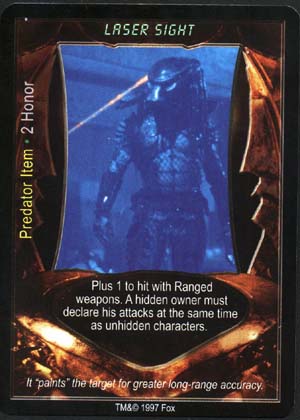 LASER SIGHT
Predator Item • 2 Honor
Plus 1 to hit with Ranged
weapons. A hidden owner must
declare his attacks at the same time
as unhidden characters.
It "paints" the target for greater long-range accuracy.
TM&© 1997 Fox